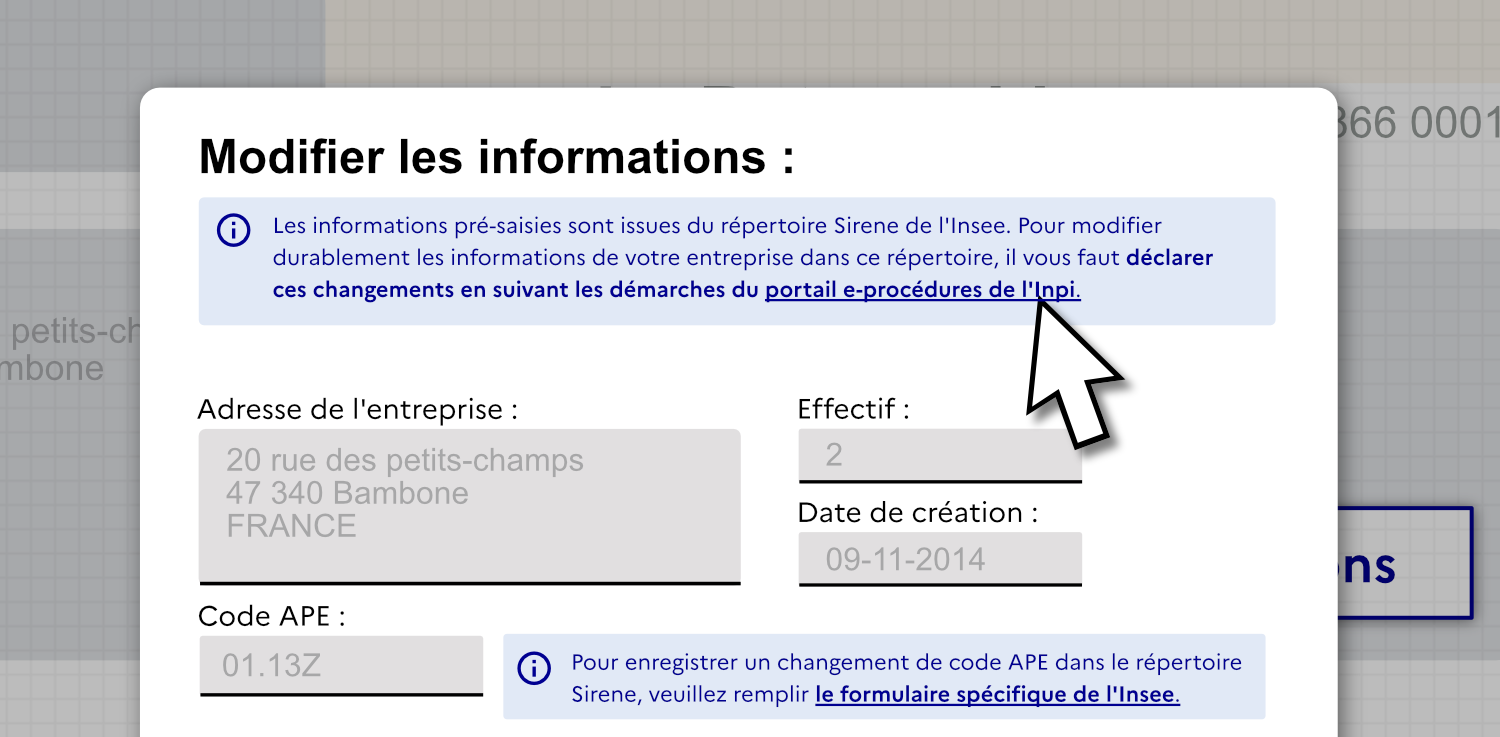 366 0001
Modifier les informations :
Les informations pré-saisies sont issues du répertoire Sirene de l'Insee. Pour modifier
durablement les informations de votre entreprise dans ce répertoire, il vous faut déclarer
ces changements en suivant les démarches du portail e-procédures de l'Inpi.
petits-ch
mbone
Adresse de l'entreprise :
20 rue des petits-champs
47 340 Bambone
FRANCE
Effectif :
2
Date de création :
09-11-2014
ons
Code APE :
01.13Z
Pour enregistrer un changement de code APE dans le répertoire
Sirene, veuillez remplir le formulaire spécifique de l'Insee.